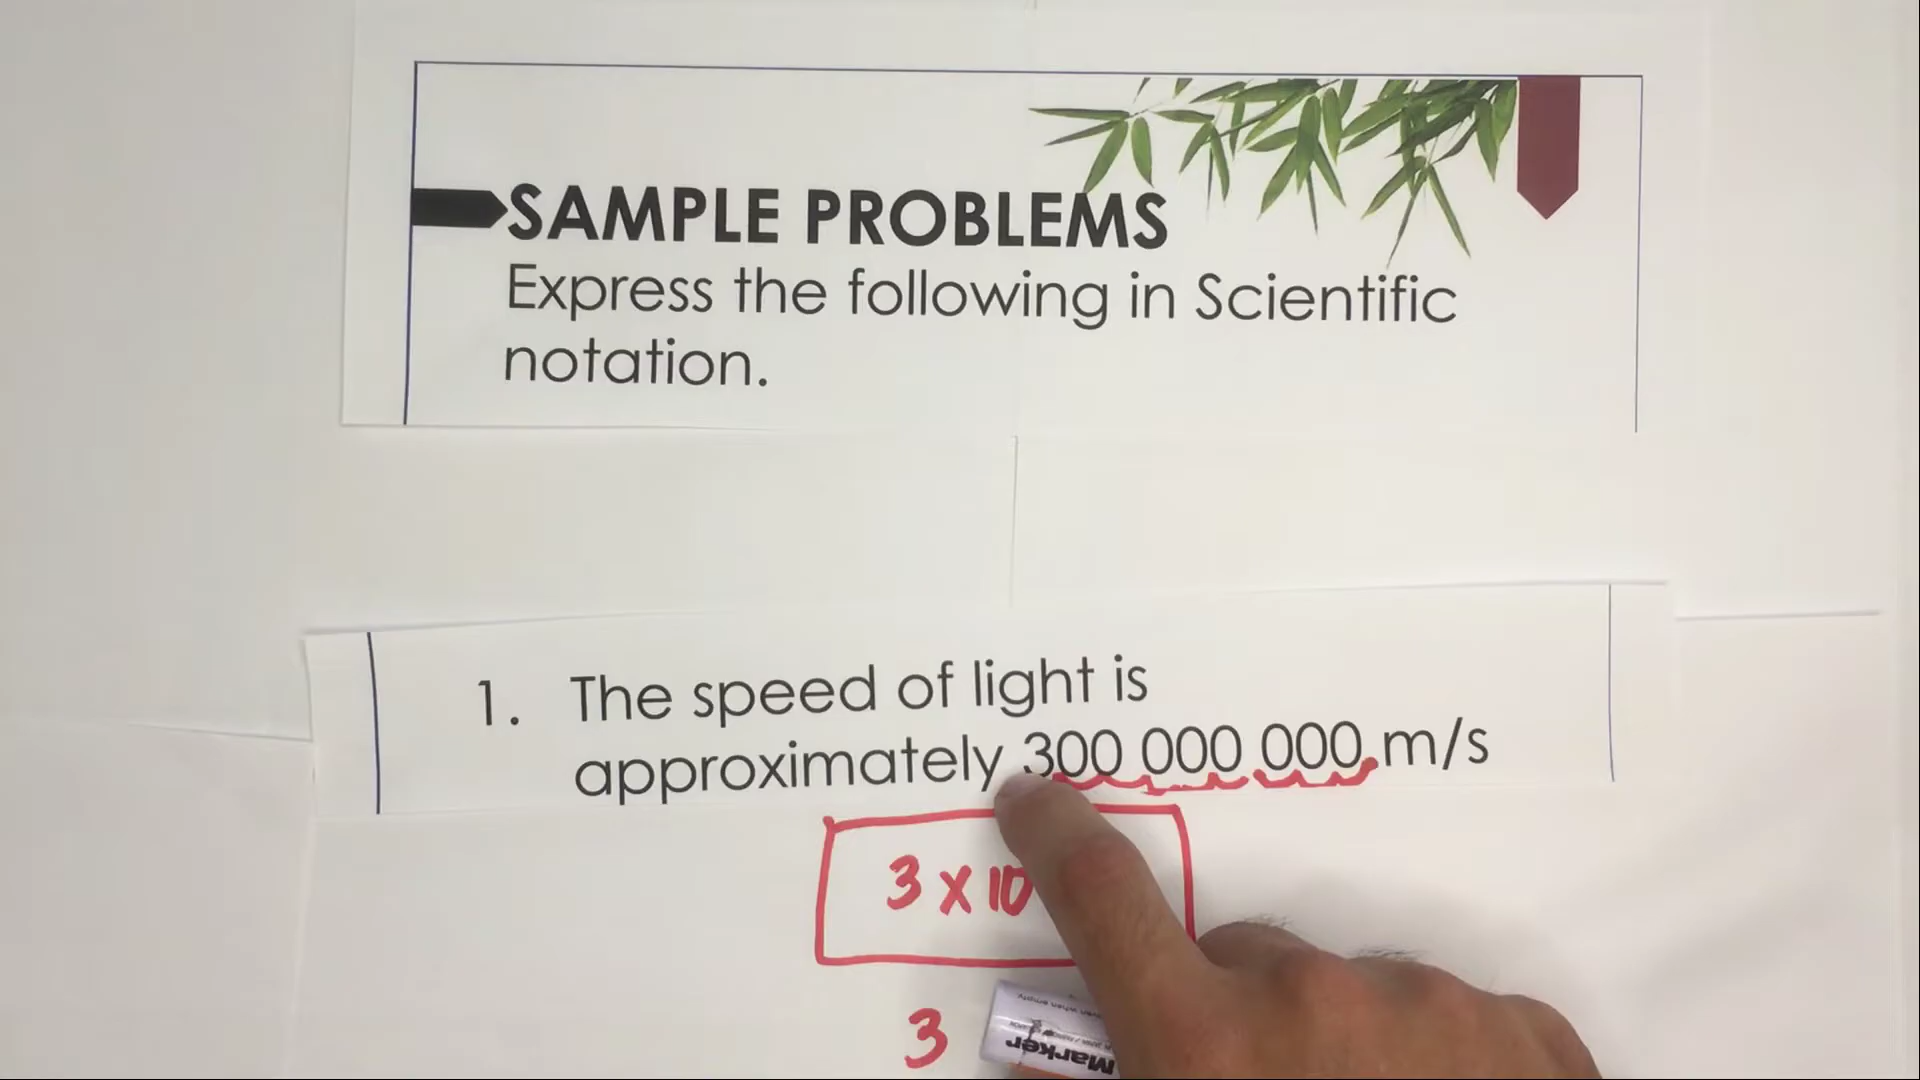 SAMPLE PROBLEMS
Express the following in Scientific
notation.
1. The speed of light is
approximately 300 000 000 m/s
3 x 10
3
Marker